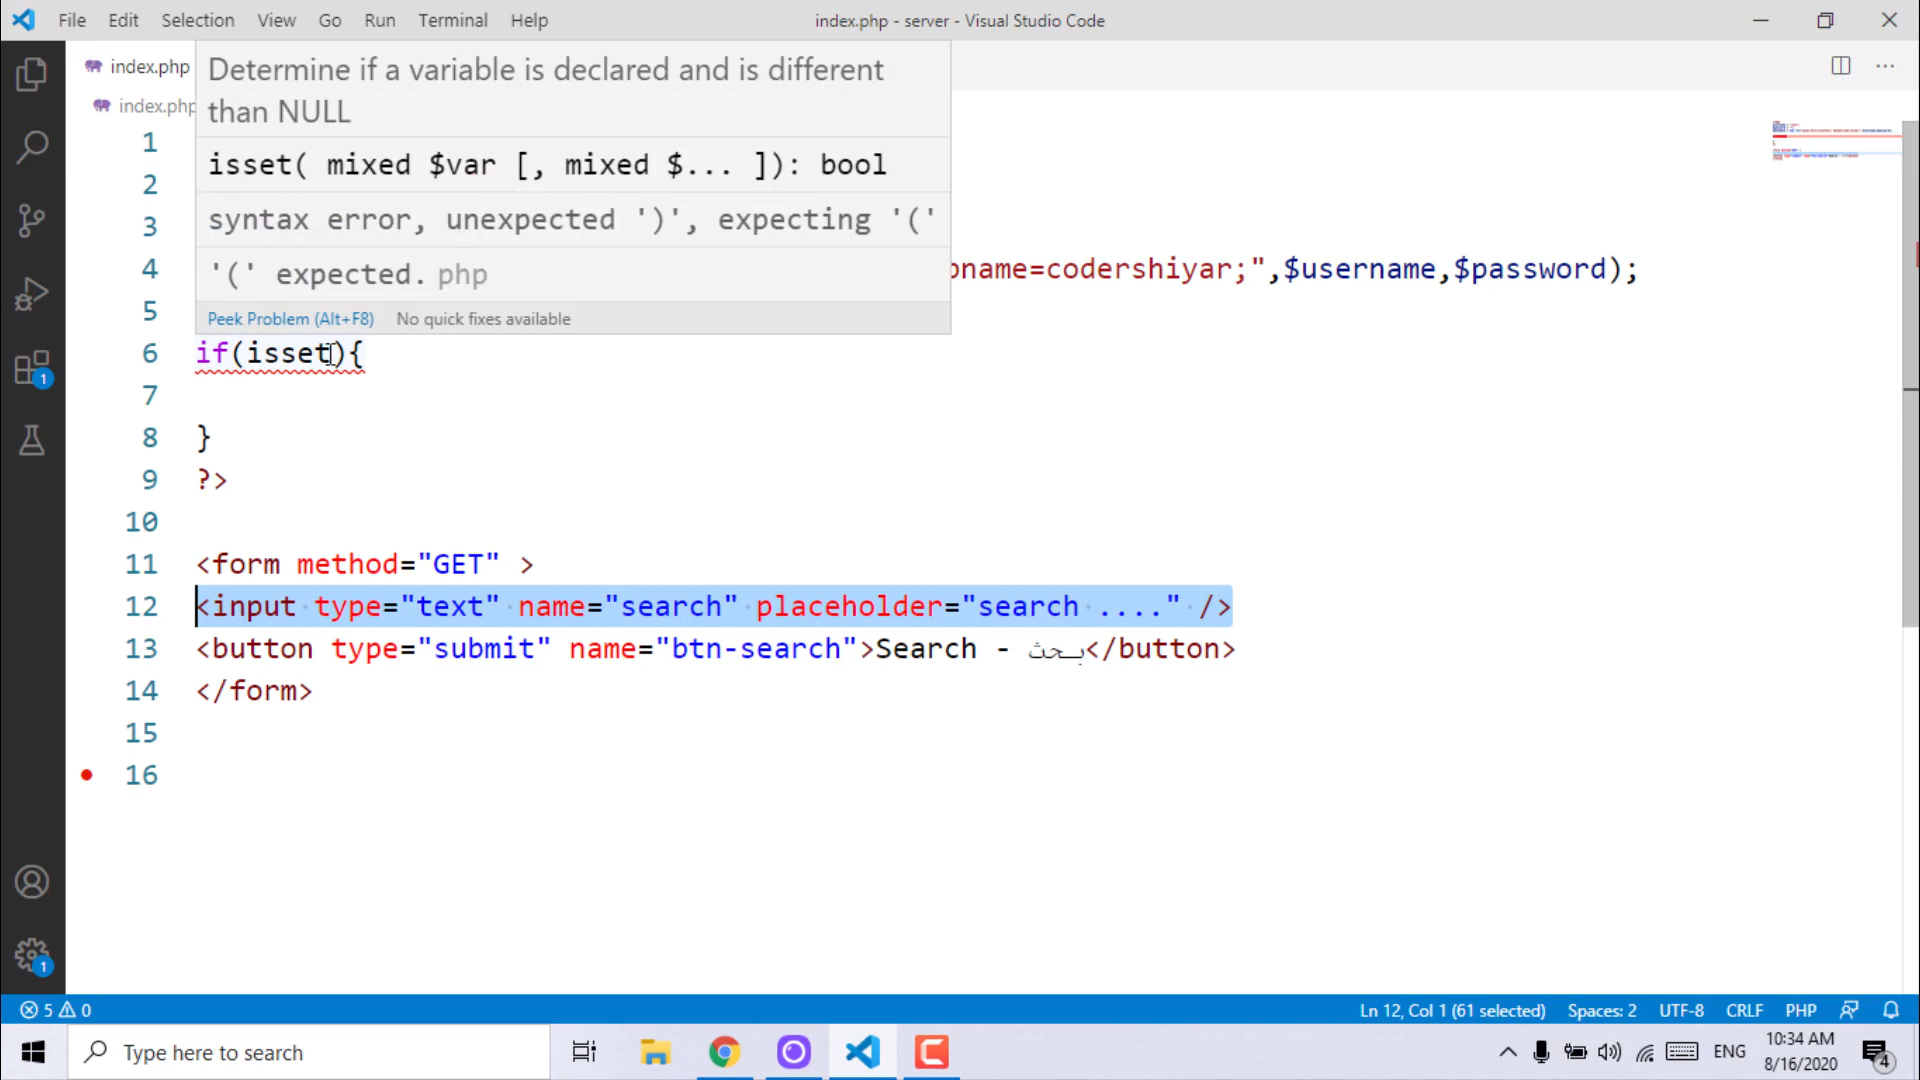 File Edit Selection View Go Run Terminal Help
index.php - server - Visual Studio Code
index.php
index.php
Determine if a variable is declared and is different
than NULL
isset( mixed $var [, mixed $... ]): bool
syntax error, unexpected ')', expecting '('
'(' expected. php
Peek Problem (Alt+F8) No quick fixes available
1
2
3
4 name=codershiyar;",$username,$password);
5
6 if(isset){
7
8 }
9 ?>
10
11 <form method="GET" >
12 <input type="text" name="search" placeholder="search ...." />
13 <button type="submit" name="btn-search">Search - بحث</button>
14 </form>
15
16
1
1
5 0
Ln 12, Col 1 (61 selected) Spaces: 2 UTF-8 CRLF PHP
Type here to search
ENG
10:34 AM
8/16/2020
4